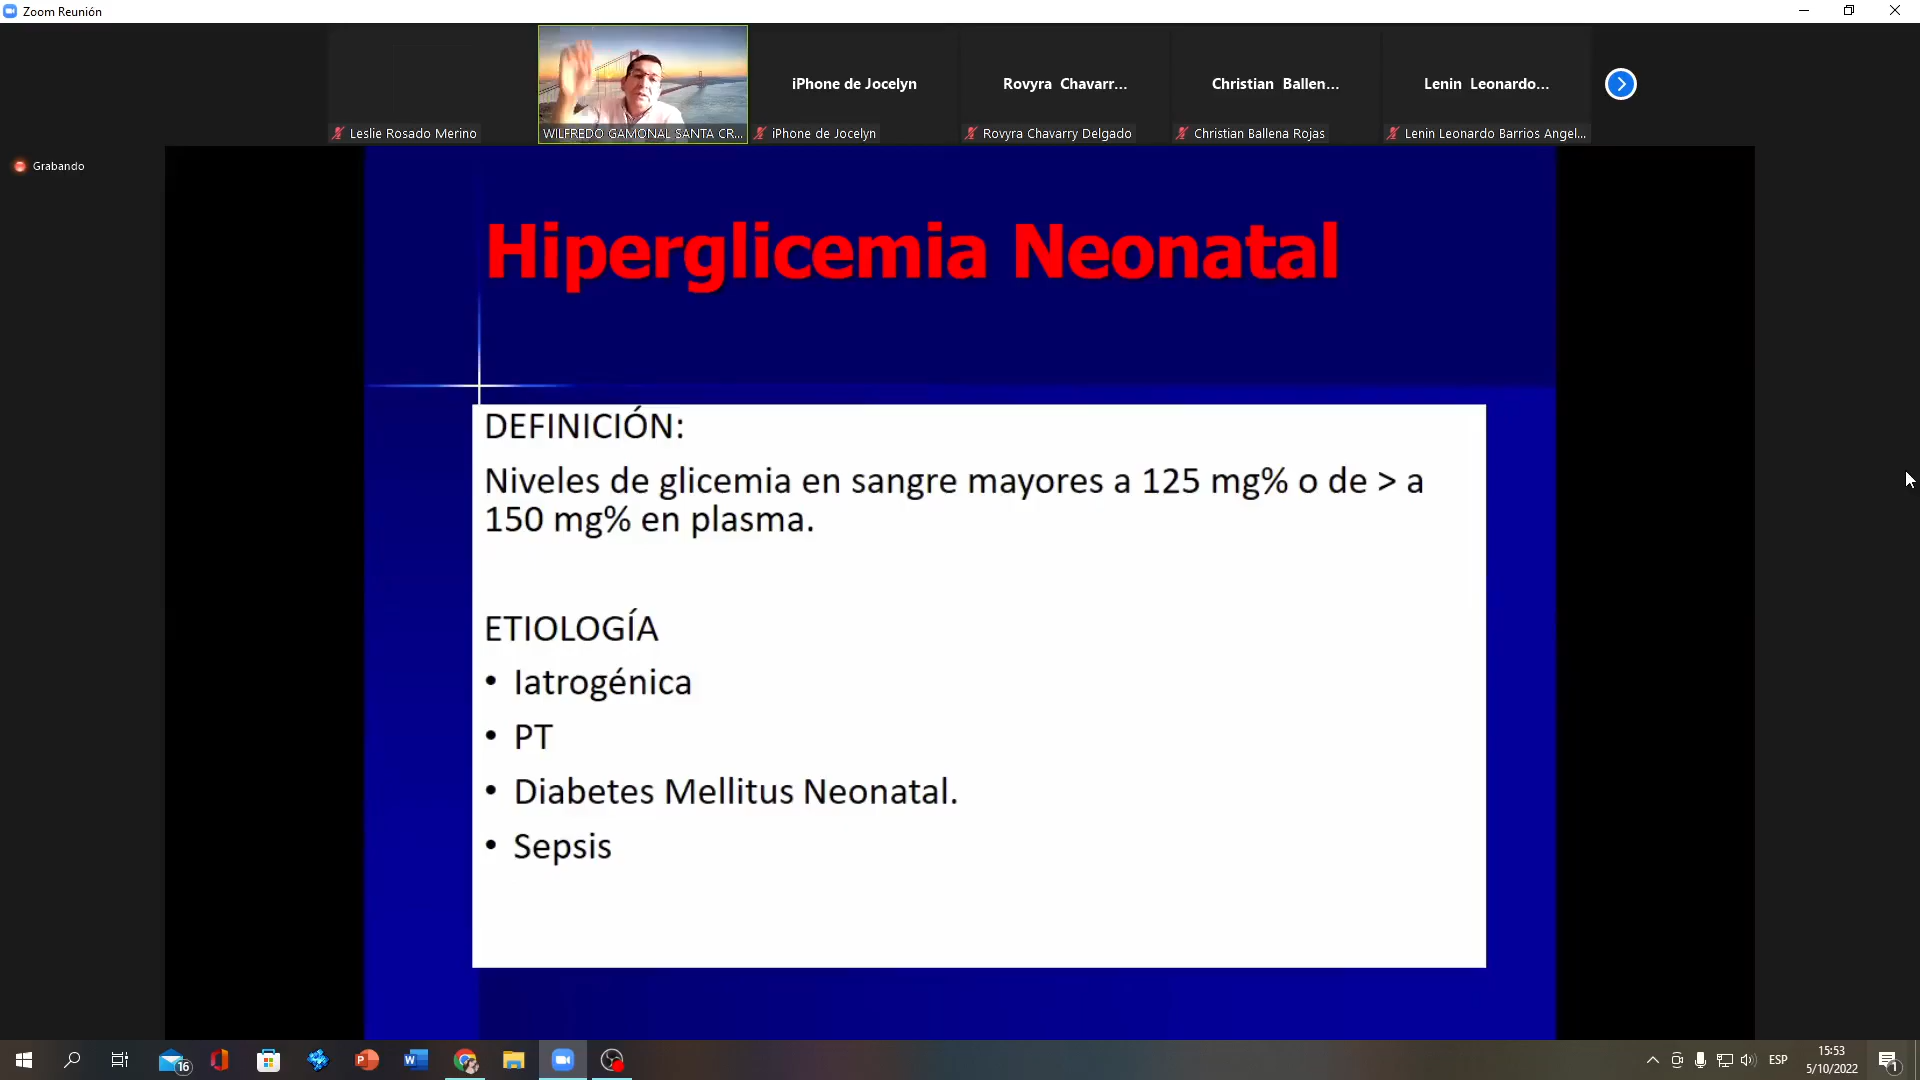 Zoom Reunión
iPhone de Jocelyn
Rovyra Chavarr...
Christian Ballen...
Lenin Leonardo...
Leslie Rosado Merino
WILFREDO GAMONAL SANTA CR...
iPhone de Jocelyn
Rovyra Chavarry Delgado
Christian Ballena Rojas
Lenin Leonardo Barrios Angel...
Grabando
Hiperglicemia Neonatal
DEFINICIÓN:
Niveles de glicemia en sangre mayores a 125 mg% o de > a
150 mg% en plasma.
ETIOLOGÍA
• Iatrogénica
• PT
• Diabetes Mellitus Neonatal.
• Sepsis
16
ESP
15:53
5/10/2022
1